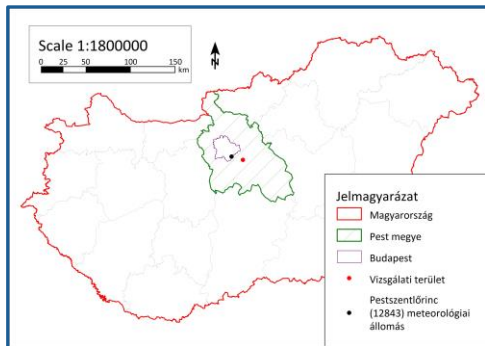 Scale 1:1800000
0 25 50 100 150
km
N
Jelmagyarázat
Magyarország
Pest megye
Budapest
Vizsgálati terület
Pestszentlőrinc
(12843) meteorológiai
állomás